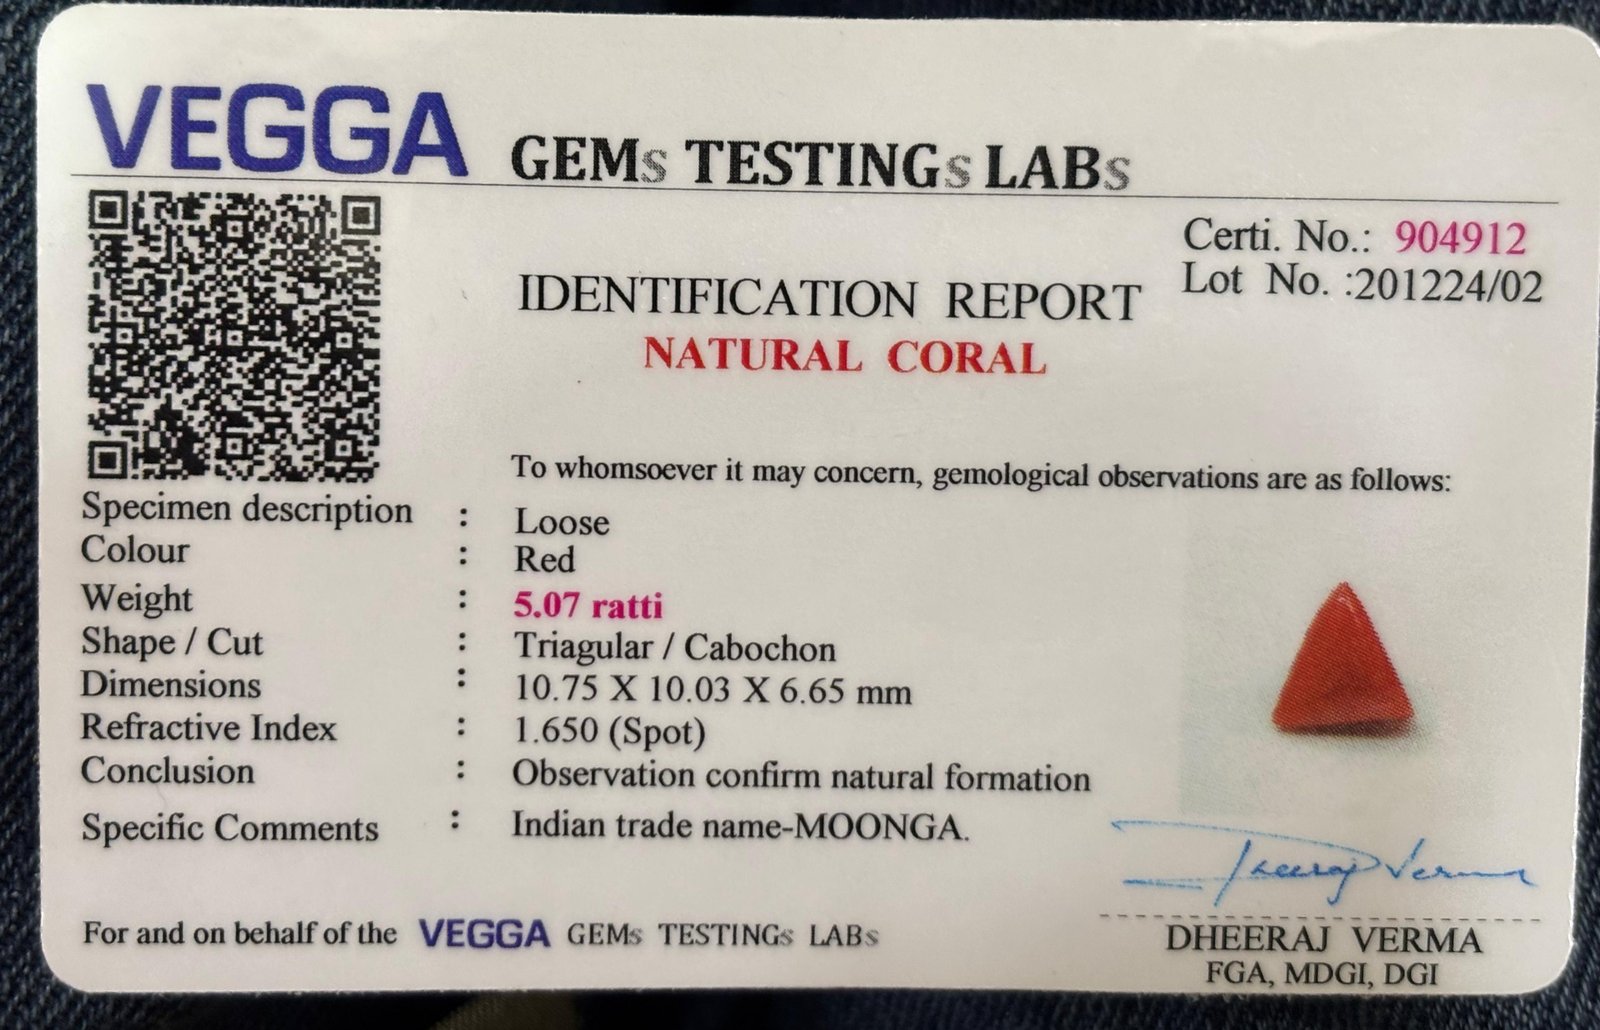 VEGGA GEMs TESTINGs LABs
Certi. No.: 904912
Lot No. :201224/02
IDENTIFICATION REPORT
NATURAL CORAL
To whomsoever it may concern, gemological observations are as follows:
Specimen description : Loose
Colour : Red
Weight : 5.07 ratti
Shape / Cut : Triagular / Cabochon
Dimensions : 10.75 X 10.03 X 6.65 mm
Refractive Index : 1.650 (Spot)
Conclusion : Observation confirm natural formation
Specific Comments : Indian trade name-MOONGA.
Dheeraj Verma
For and on behalf of the VEGGA GEMs TESTINGs LABs
DHEERAJ VERMA
FGA, MDGI, DGI